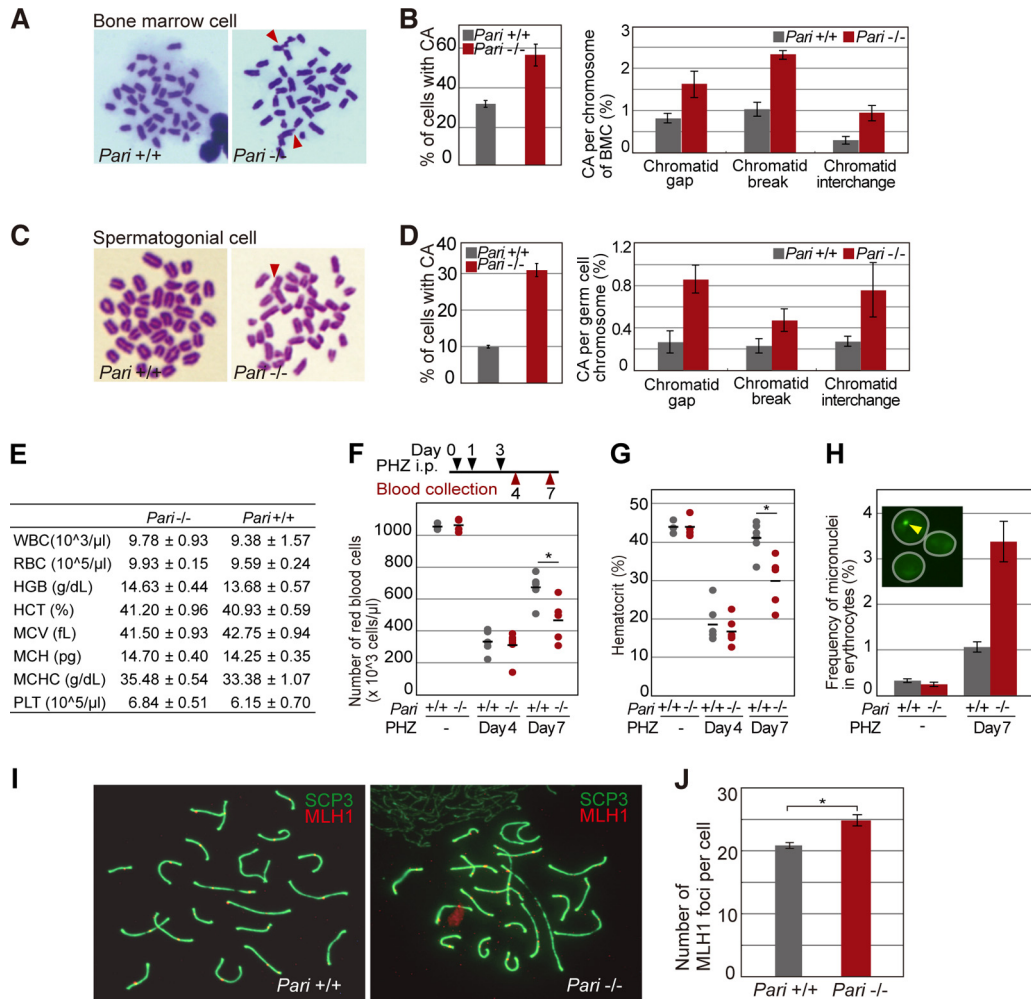 A
Bone marrow cell
Pari +/+
Pari -/-
B
% of cells with CA
60
40
20
0
Pari +/+
Pari -/-
CA per chromosome
of BMC (%)
3
2
1
0
Pari +/+ Pari -/-
Chromatid
gap
Chromatid
break
Chromatid
interchange
C
Spermatogonial cell
Pari +/+
Pari -/-
D
% of cells with CA
40
30
20
10
0
Pari +/+
Pari -/-
CA per germ cell
chromosome (%)
1.2
0.8
0.4
0
Pari +/+ Pari -/-
Chromatid
gap
Chromatid
break
Chromatid
interchange
E
Pari -/- Pari +/+
WBC(10^3/µl) 9.78 ± 0.93 9.38 ± 1.57
RBC (10^5/µl) 9.93 ± 0.15 9.59 ± 0.24
HGB (g/dL) 14.63 ± 0.44 13.68 ± 0.57
HCT (%) 41.20 ± 0.96 40.93 ± 0.59
MCV (fL) 41.50 ± 0.93 42.75 ± 0.94
MCH (pg) 14.70 ± 0.40 14.25 ± 0.35
MCHC (g/dL) 35.48 ± 0.54 33.38 ± 1.07
PLT (10^5/µl) 6.84 ± 0.51 6.15 ± 0.70
F
Day 0 1 3
PHZ i.p.
Blood collection 4 7
Number of red blood cells
(x 10^3 cells/µl)
1000
800
600
400
200
0
*
Pari +/+ -/- +/+ -/- +/+ -/-
PHZ - Day4 Day7
G
Hematocrit (%)
50
40
30
20
10
0
*
Pari +/+ -/- +/+ -/- +/+ -/-
PHZ - Day4 Day7
H
Frequency of micronuclei
in erythrocytes (%)
4
3
2
1
0
Pari +/+ -/- +/+ -/-
PHZ - Day7
I
SCP3
MLH1
Pari +/+
SCP3
MLH1
Pari -/-
J
Number of
MLH1 foci per cell
30
20
10
0
*
Pari +/+ Pari -/-